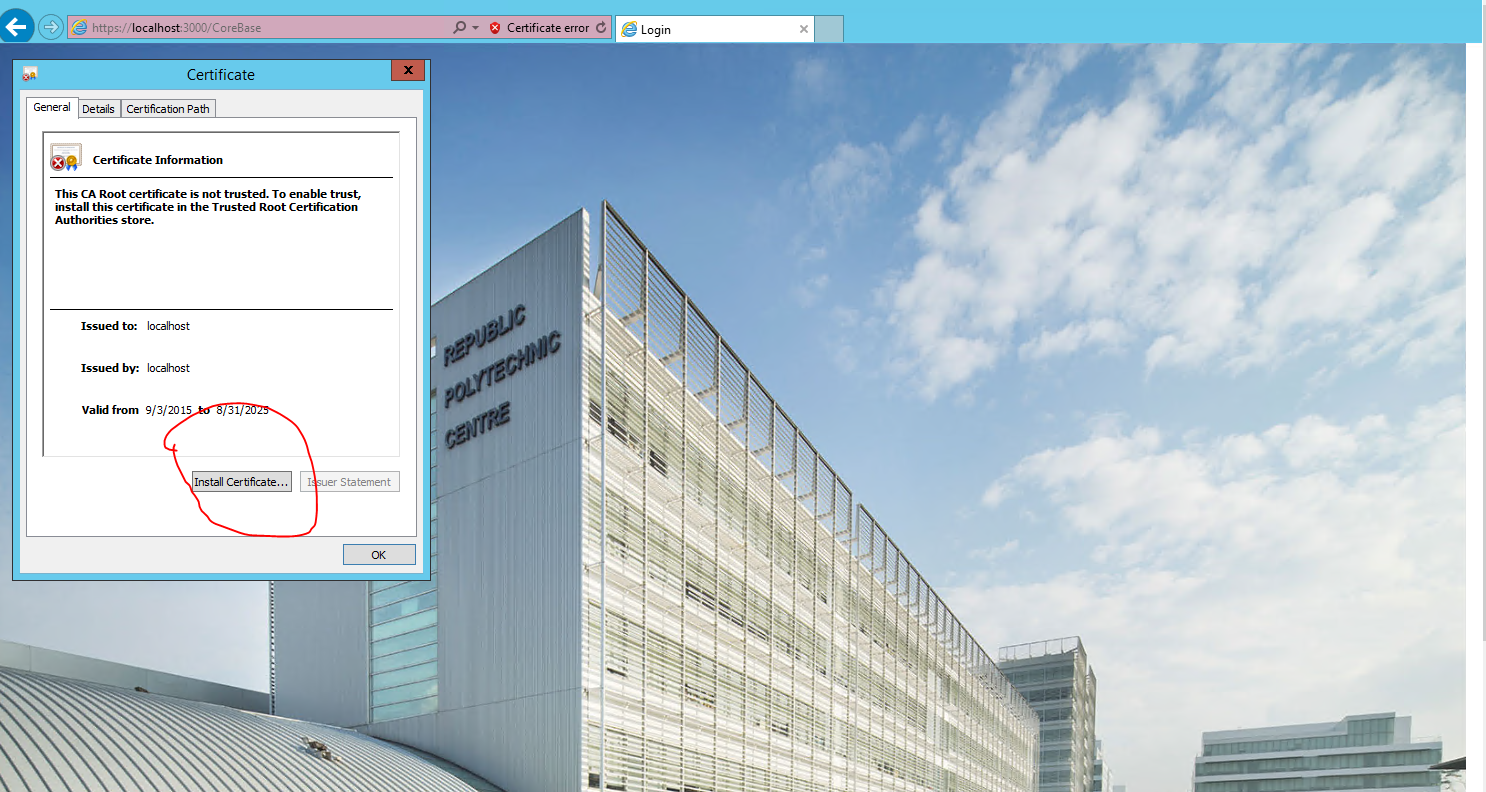 https://localhost:3000/CoreBase
Certificate error
Login
Certificate
General
Details
Certification Path
Certificate Information
This CA Root certificate is not trusted. To enable trust,
install this certificate in the Trusted Root Certification
Authorities store.
Issued to: localhost
Issued by: localhost
Valid from 9/3/2015 to 8/31/2025
Install Certificate...
Issuer Statement
OK
REPUBLIC
POLYTECHNIC
CENTRE